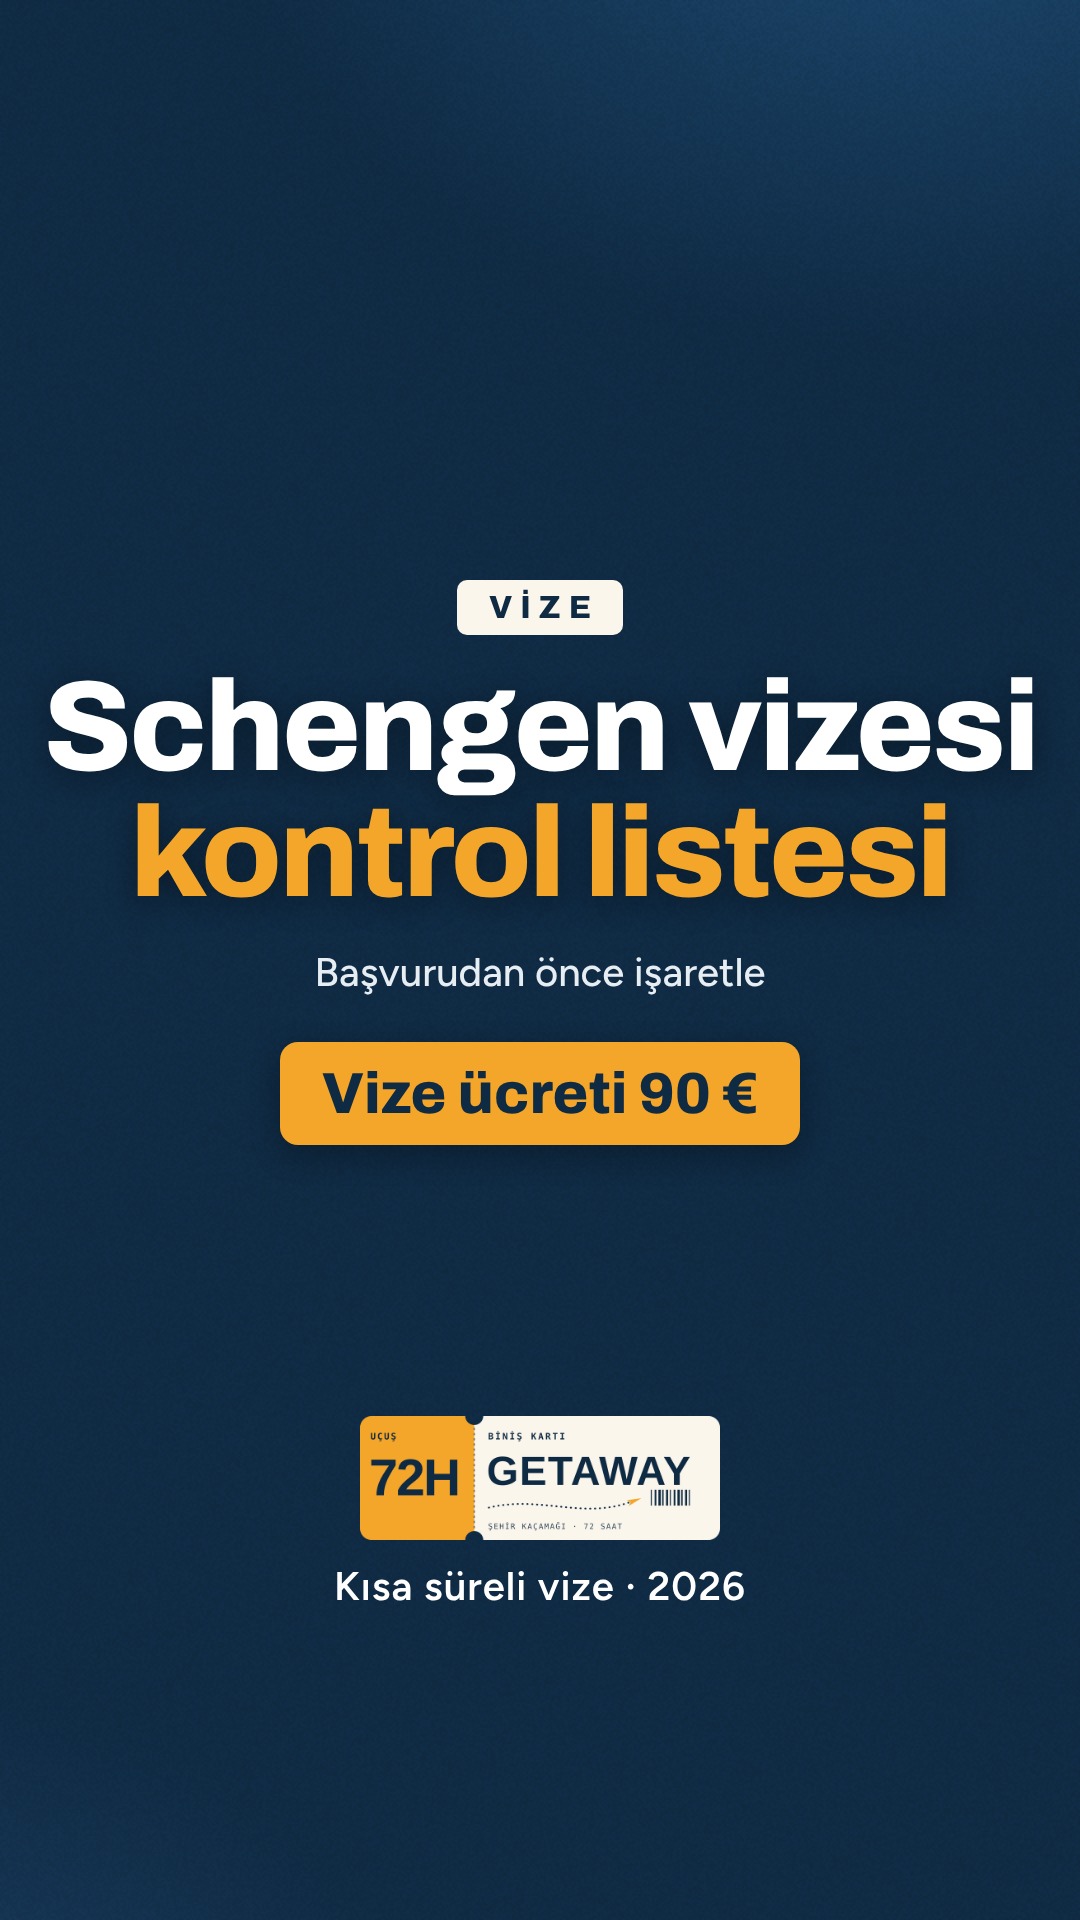 VİZE
Schengen vizesi
kontrol listesi
Başvurudan önce işaretle
Vize ücreti 90 €
UÇUŞ
72H
BİNİŞ KARTI
GETAWAY
ŞEHİR KAÇAMAĞI · 72 SAAT
Kısa süreli vize · 2026